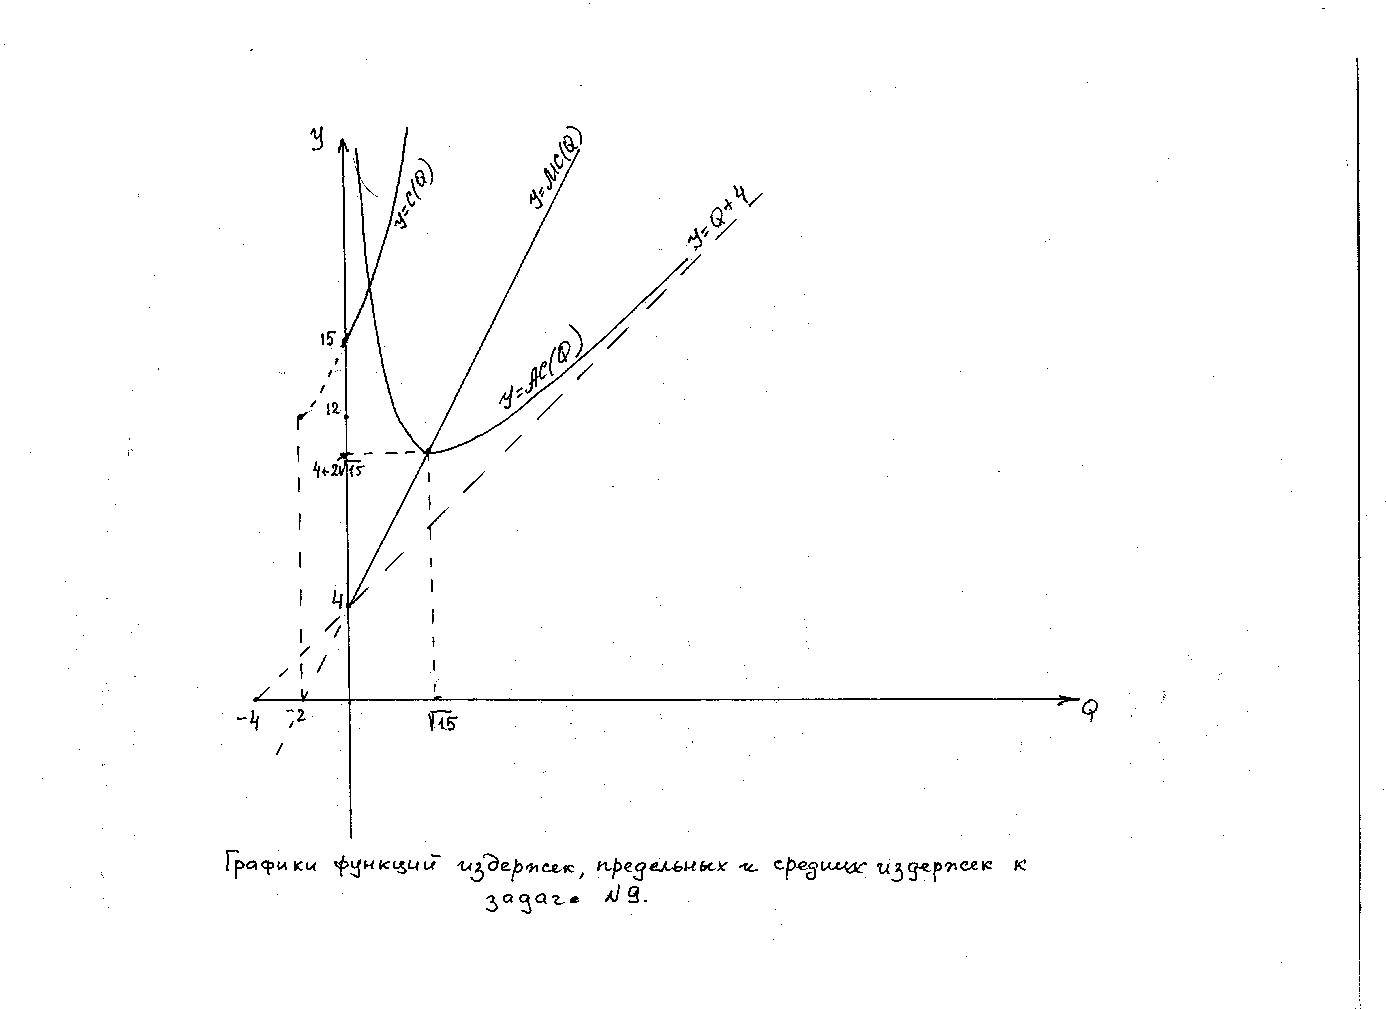 y
y=C(Q)
y=MC(Q)
y=Q+4
15
y=AC(Q)
12
4+2√15
4
-4
-2
√15
Q
Графики функций издержек, предельных и средних издержек к
задаче №9.